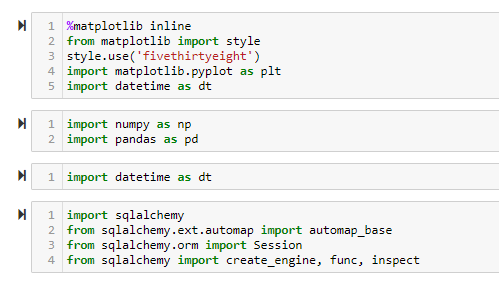 1 %matplotlib inline
2 from matplotlib import style
3 style.use('fivethirtyeight')
4 import matplotlib.pyplot as plt
5 import datetime as dt
1 import numpy as np
2 import pandas as pd
1 import datetime as dt
1 import sqlalchemy
2 from sqlalchemy.ext.automap import automap_base
3 from sqlalchemy.orm import Session
4 from sqlalchemy import create_engine, func, inspect